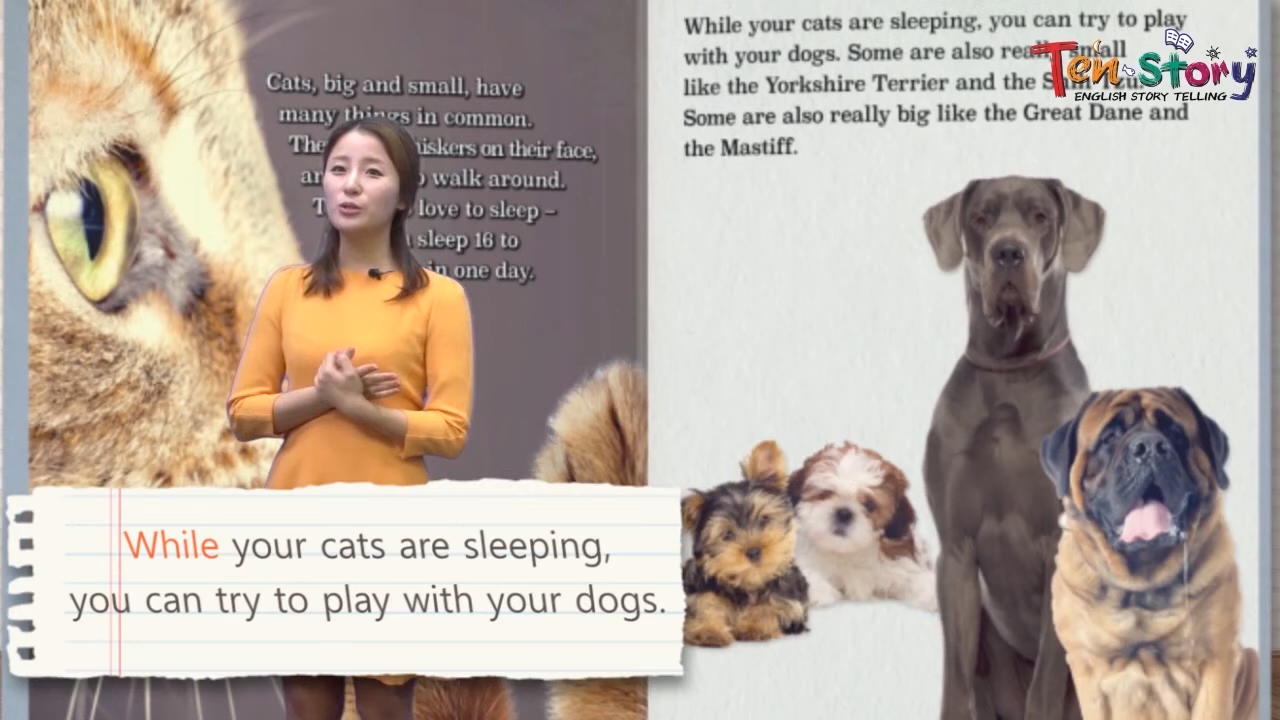 Cats, big and small, have
many things in common.
whiskers on their face,
walk around.
love to sleep –
sleep 16 to
in one day.
While your cats are sleeping, you can try to play
with your dogs. Some are also really small
like the Yorkshire Terrier and the
Some are also really big like the Great Dane and
the Mastiff.
Ten Story
ENGLISH STORY TELLING
While your cats are sleeping,
you can try to play with your dogs.